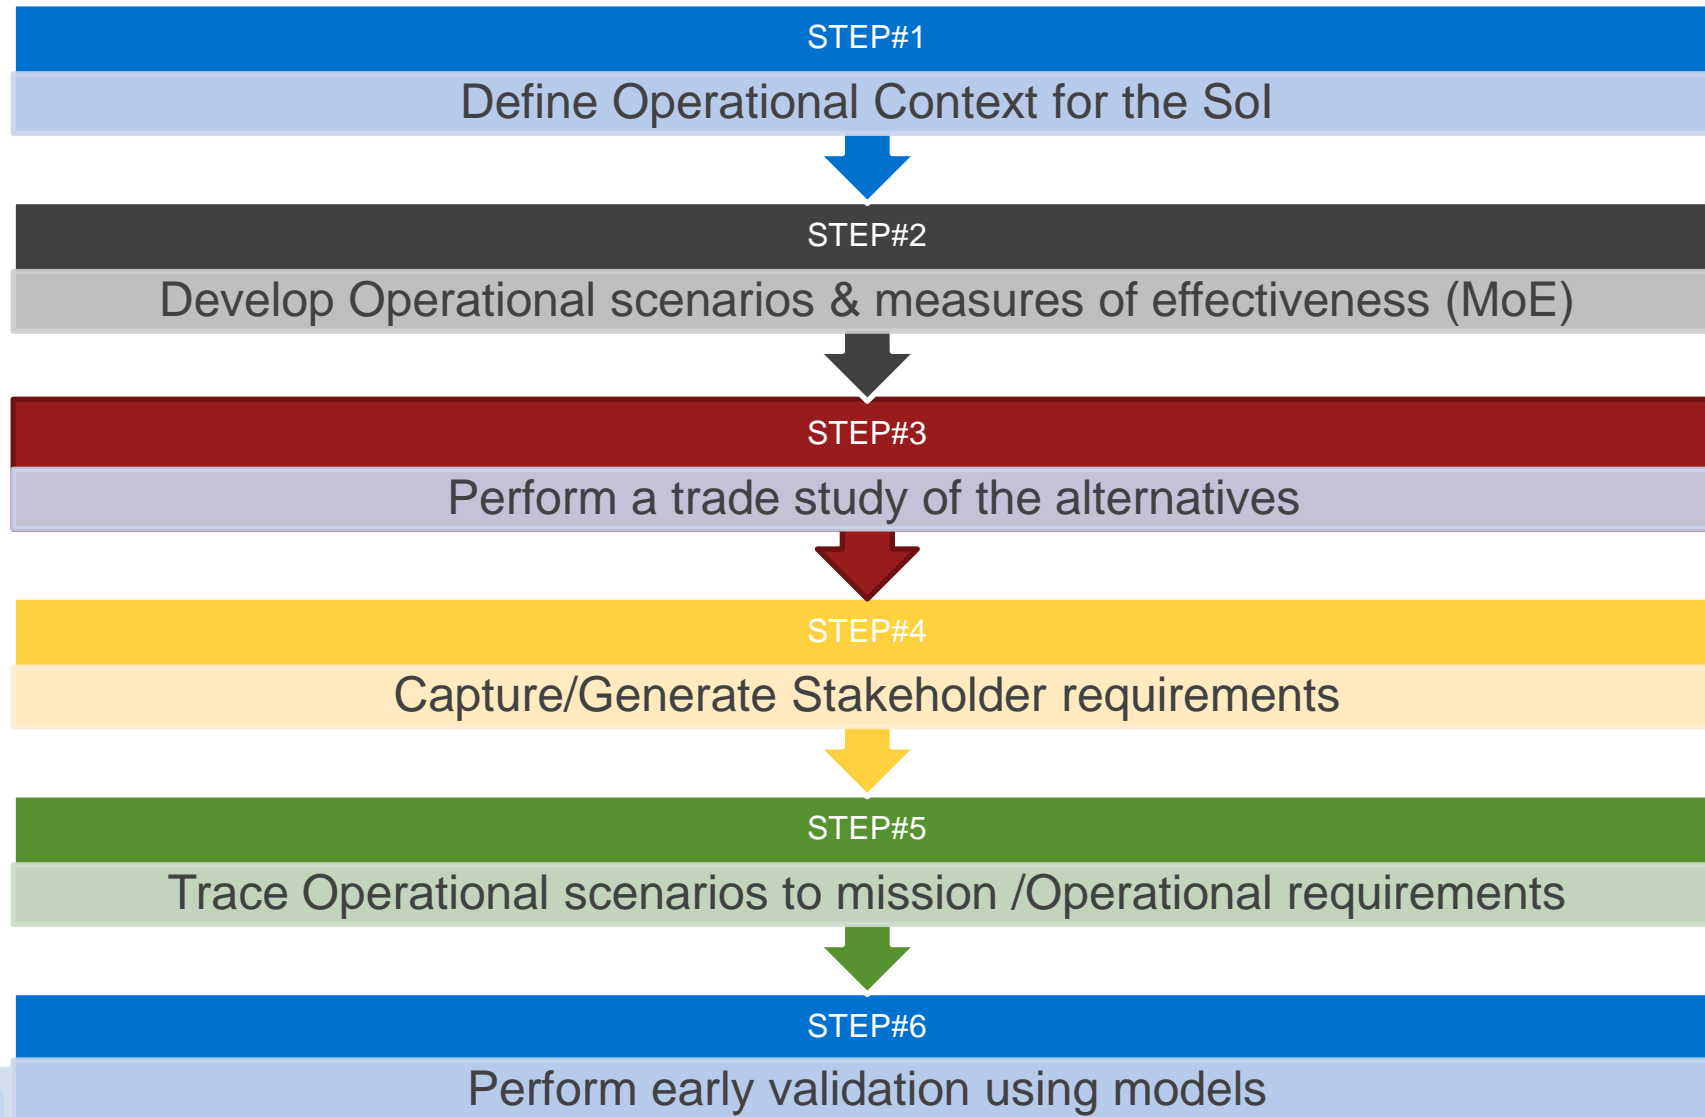 STEP#1
Define Operational Context for the SoI
STEP#2
Develop Operational scenarios & measures of effectiveness (MoE)
STEP#3
Perform a trade study of the alternatives
STEP#4
Capture/Generate Stakeholder requirements
STEP#5
Trace Operational scenarios to mission /Operational requirements
STEP#6
Perform early validation using models